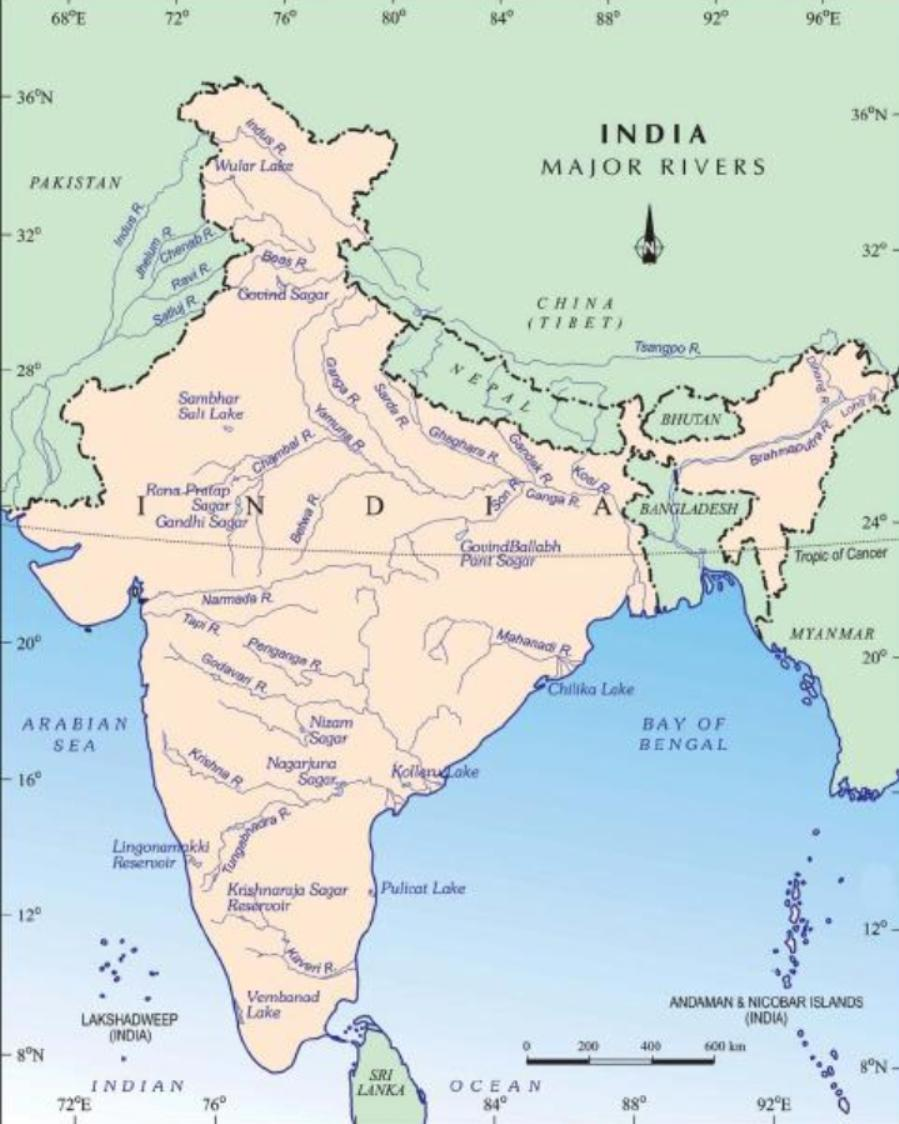 68°E 72° 76° 80° 84° 88° 92° 96°E
36°N
36°N
INDIA
MAJOR RIVERS
N
Indus R.
Wular Lake
PAKISTAN
Indus R.
Jhelum R.
Chenab R.
32°
32°
Ravi R.
Beas R.
Satluj R.
Govind Sagar
CHINA
(TIBET)
Tsangpo R.
28°
28°
NEPAL
Dihang R.
Lohit R.
Ganga R.
Sarda R.
Sambhar
Salt Lake
BHUTAN
Yamuna R.
Chambal R.
Ghaghara R.
Gandak R.
Kosi R.
Brahmaputra R.
Rana Pratap
Sagar
Gandhi Sagar
Betwa R.
Son R.
Ganga R.
INDIA
BANGLADESH
24°
24°
GovindBallabh
Pant Sagar
Tropic of Cancer
Narmada R.
Tapi R.
Penganga R.
Mahanadi R.
MYANMAR
20°
20°
Godavari R.
Chilika Lake
ARABIAN
SEA
BAY OF
BENGAL
Nizam
Sagar
Krishna R.
Nagarjuna
Sagar
Kolleru Lake
16°
16°
Tungabhadra R.
Linganamakki
Reservoir
Krishnaraja Sagar
Reservoir
Pulicat Lake
12°
12°
Kaveri R.
Vembanad
Lake
LAKSHADWEEP
(INDIA)
ANDAMAN & NICOBAR ISLANDS
(INDIA)
0 200 400 600 km
8°N
8°N
SRI
LANKA
INDIAN OCEAN
72°E 76° 84° 88° 92°E